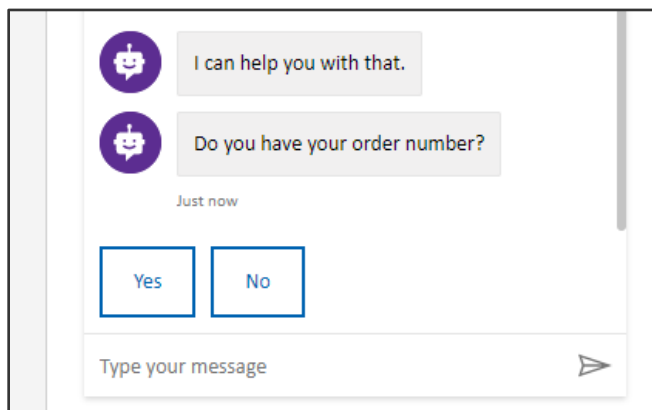 I can help you with that.
Do you have your order number?
Just now
Yes No
Type your message